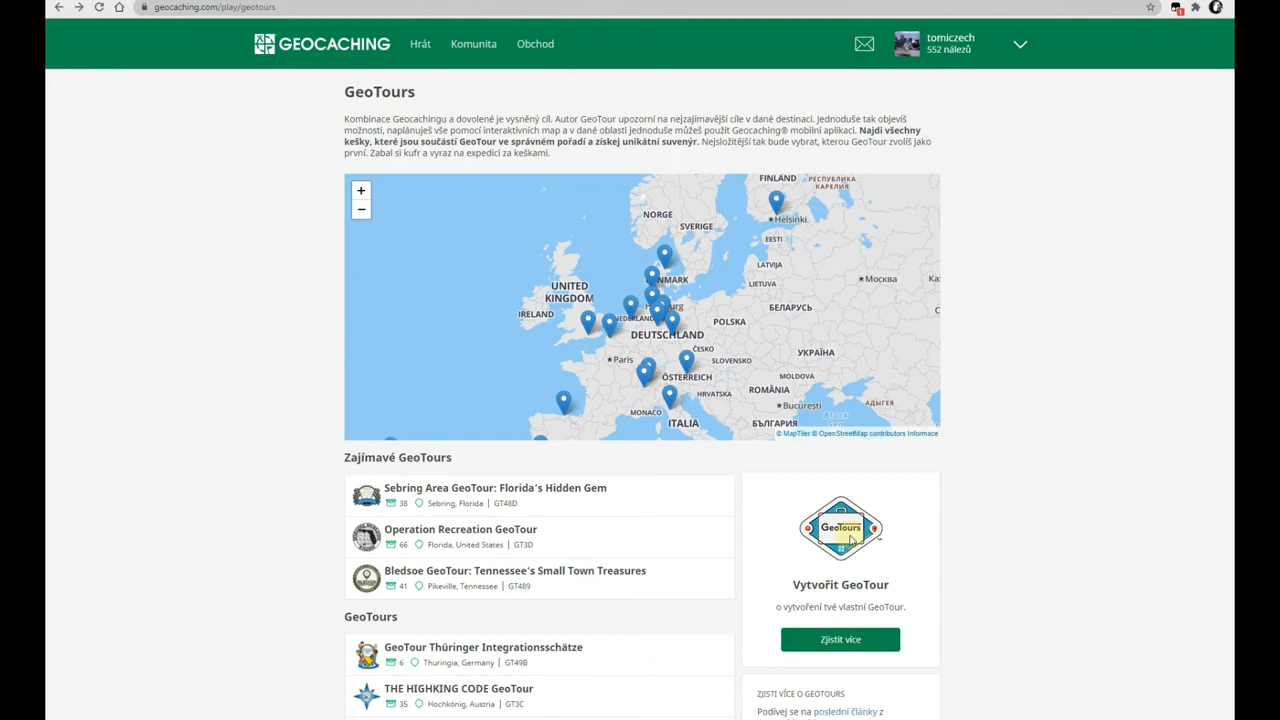 geocaching.com/play/geotours
1
GEOCACHING
Hrát
Komunita
Obchod
tomiczech
552 nálezů
GeoTours
Kombinace Geocachingu a dovolené je vysněný cíl. Autor GeoTour upozorní na nejzajímavější cíle v dané destinaci. Jednoduše tak objevíš
možnosti, naplánuješ vše pomocí interaktivních map a v dané oblasti jednoduše můžeš použít Geocaching® mobilní aplikaci. Najdi všechny
kešky, které jsou součástí GeoTour ve správném pořadí a získej unikátní suvenýr. Nejsložitější tak bude vybrat, kterou GeoTour zvolíš jako
první. Zabal si kufr a vyraz na expedici za keškami.
+
−
FINLAND
РЕСПУБЛИКА
КАРЕЛИЯ
NORGE
SVERIGE
Helsinki
EESTI
LATVIJA
DENMARK
LIETUVA
Москва
Ka
UNITED
KINGDOM
IRELAND
NEDERLAND
БЕЛАРУСЬ
POLSKA
DEUTSCHLAND
Paris
ČESKO
SLOVENSKO
УКРАЇНА
ÖSTERREICH
MOLDOVA
HRVATSKA
ROMÂNIA
MONACO
București
АДЫГЕЯ
Black
Sea
ITALIA
БЪЛГАРИЯ
© MapTiler © OpenStreetMap contributors Informace
Zajímavé GeoTours
Sebring Area GeoTour: Florida's Hidden Gem
38 Sebring, Florida | GT48D
Operation Recreation GeoTour
66 Florida, United States | GT3D
Bledsoe GeoTour: Tennessee's Small Town Treasures
41 Pikeville, Tennessee | GT489
GeoTours
GeoTour Thüringer Integrationsschätze
6 Thuringia, Germany | GT49B
THE HIGHKING CODE GeoTour
35 Hochkönig, Austria | GT3C
GeoTours
Vytvořit GeoTour
o vytvoření tvé vlastní GeoTour.
Zjistit více
ZJISTI VÍCE O GEOTOURS
Podívej se na poslední články z